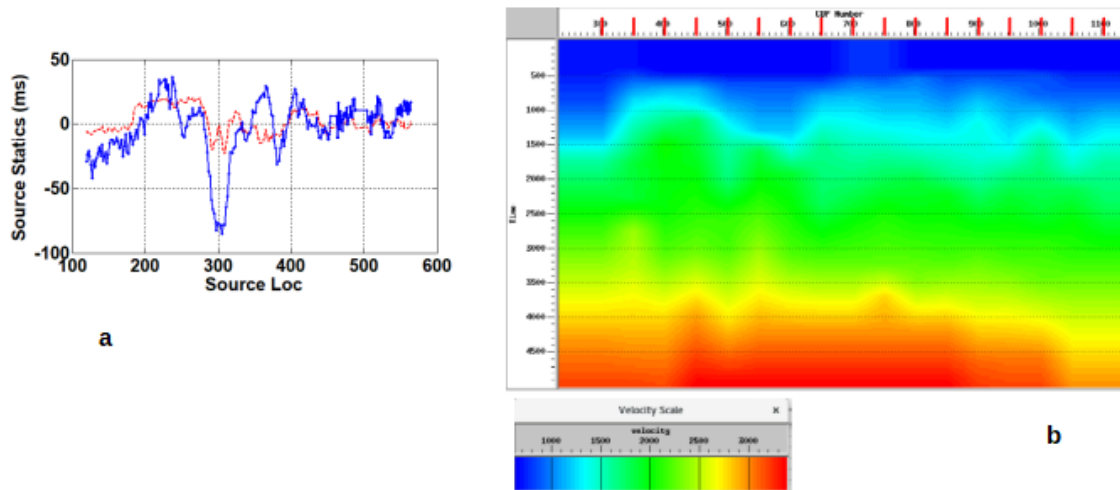 50
0
-50
-100
Source Statics (ms)
100 200 300 400 500 600
Source Loc
a
CDP Number
300 400 500 600 700 800 900 1000 1100
500
1000
1500
2000
2500
3000
3500
4000
4500
Time
Velocity Scale ×
velocity
1000 1500 2000 2500 3000
b